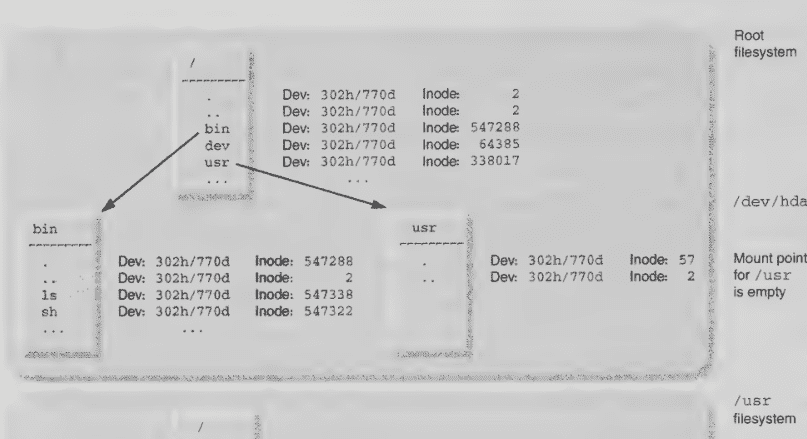 Root
filesystem
/
. Dev: 302h/770d Inode: 2
.. Dev: 302h/770d Inode: 2
bin Dev: 302h/770d Inode: 547288
dev Dev: 302h/770d Inode: 64385
usr Dev: 302h/770d Inode: 338017
... ...
/dev/hda
bin
. Dev: 302h/770d Inode: 547288
.. Dev: 302h/770d Inode: 2
ls Dev: 302h/770d Inode: 547338
sh Dev: 302h/770d Inode: 547322
... ...
usr
. Dev: 302h/770d Inode: 57
.. Dev: 302h/770d Inode: 2
Mount point
for /usr
is empty
/usr
filesystem
/